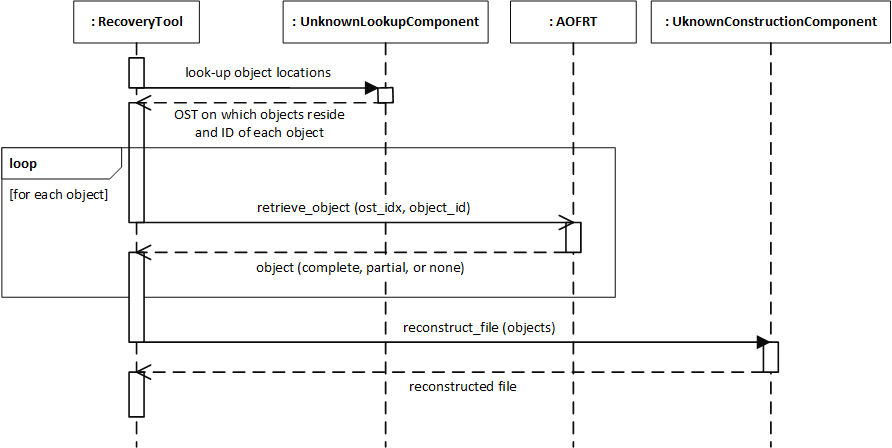 : RecoveryTool
: UnknownLookupComponent
: AOFRT
: UknownConstructionComponent
look-up object locations
OST on which objects reside
and ID of each object
loop
[for each object]
retrieve_object (ost_idx, object_id)
object (complete, partial, or none)
reconstruct_file (objects)
reconstructed file